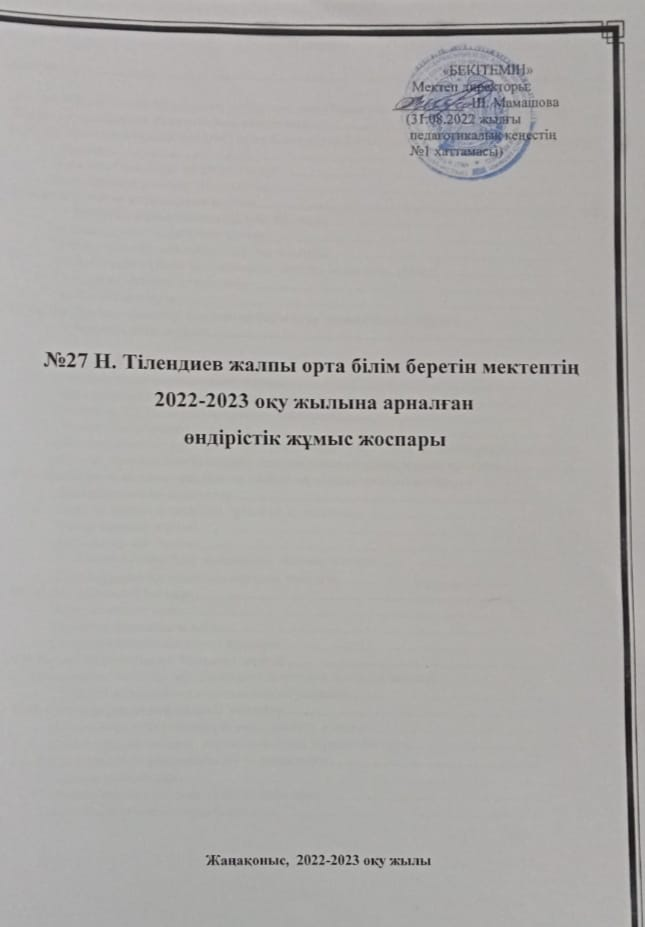 «БЕКІТЕМІН»
Мектеп директоры:
Ш. Мамашова
(31.08.2022 жылғы
педагогикалық кеңестің
№1 хаттамасы)
№27 Н. Тілендиев жалпы орта білім беретін мектептің
2022-2023 оқу жылына арналған
өндірістік жұмыс жоспары
Жаңақоныс, 2022-2023 оқу жылы